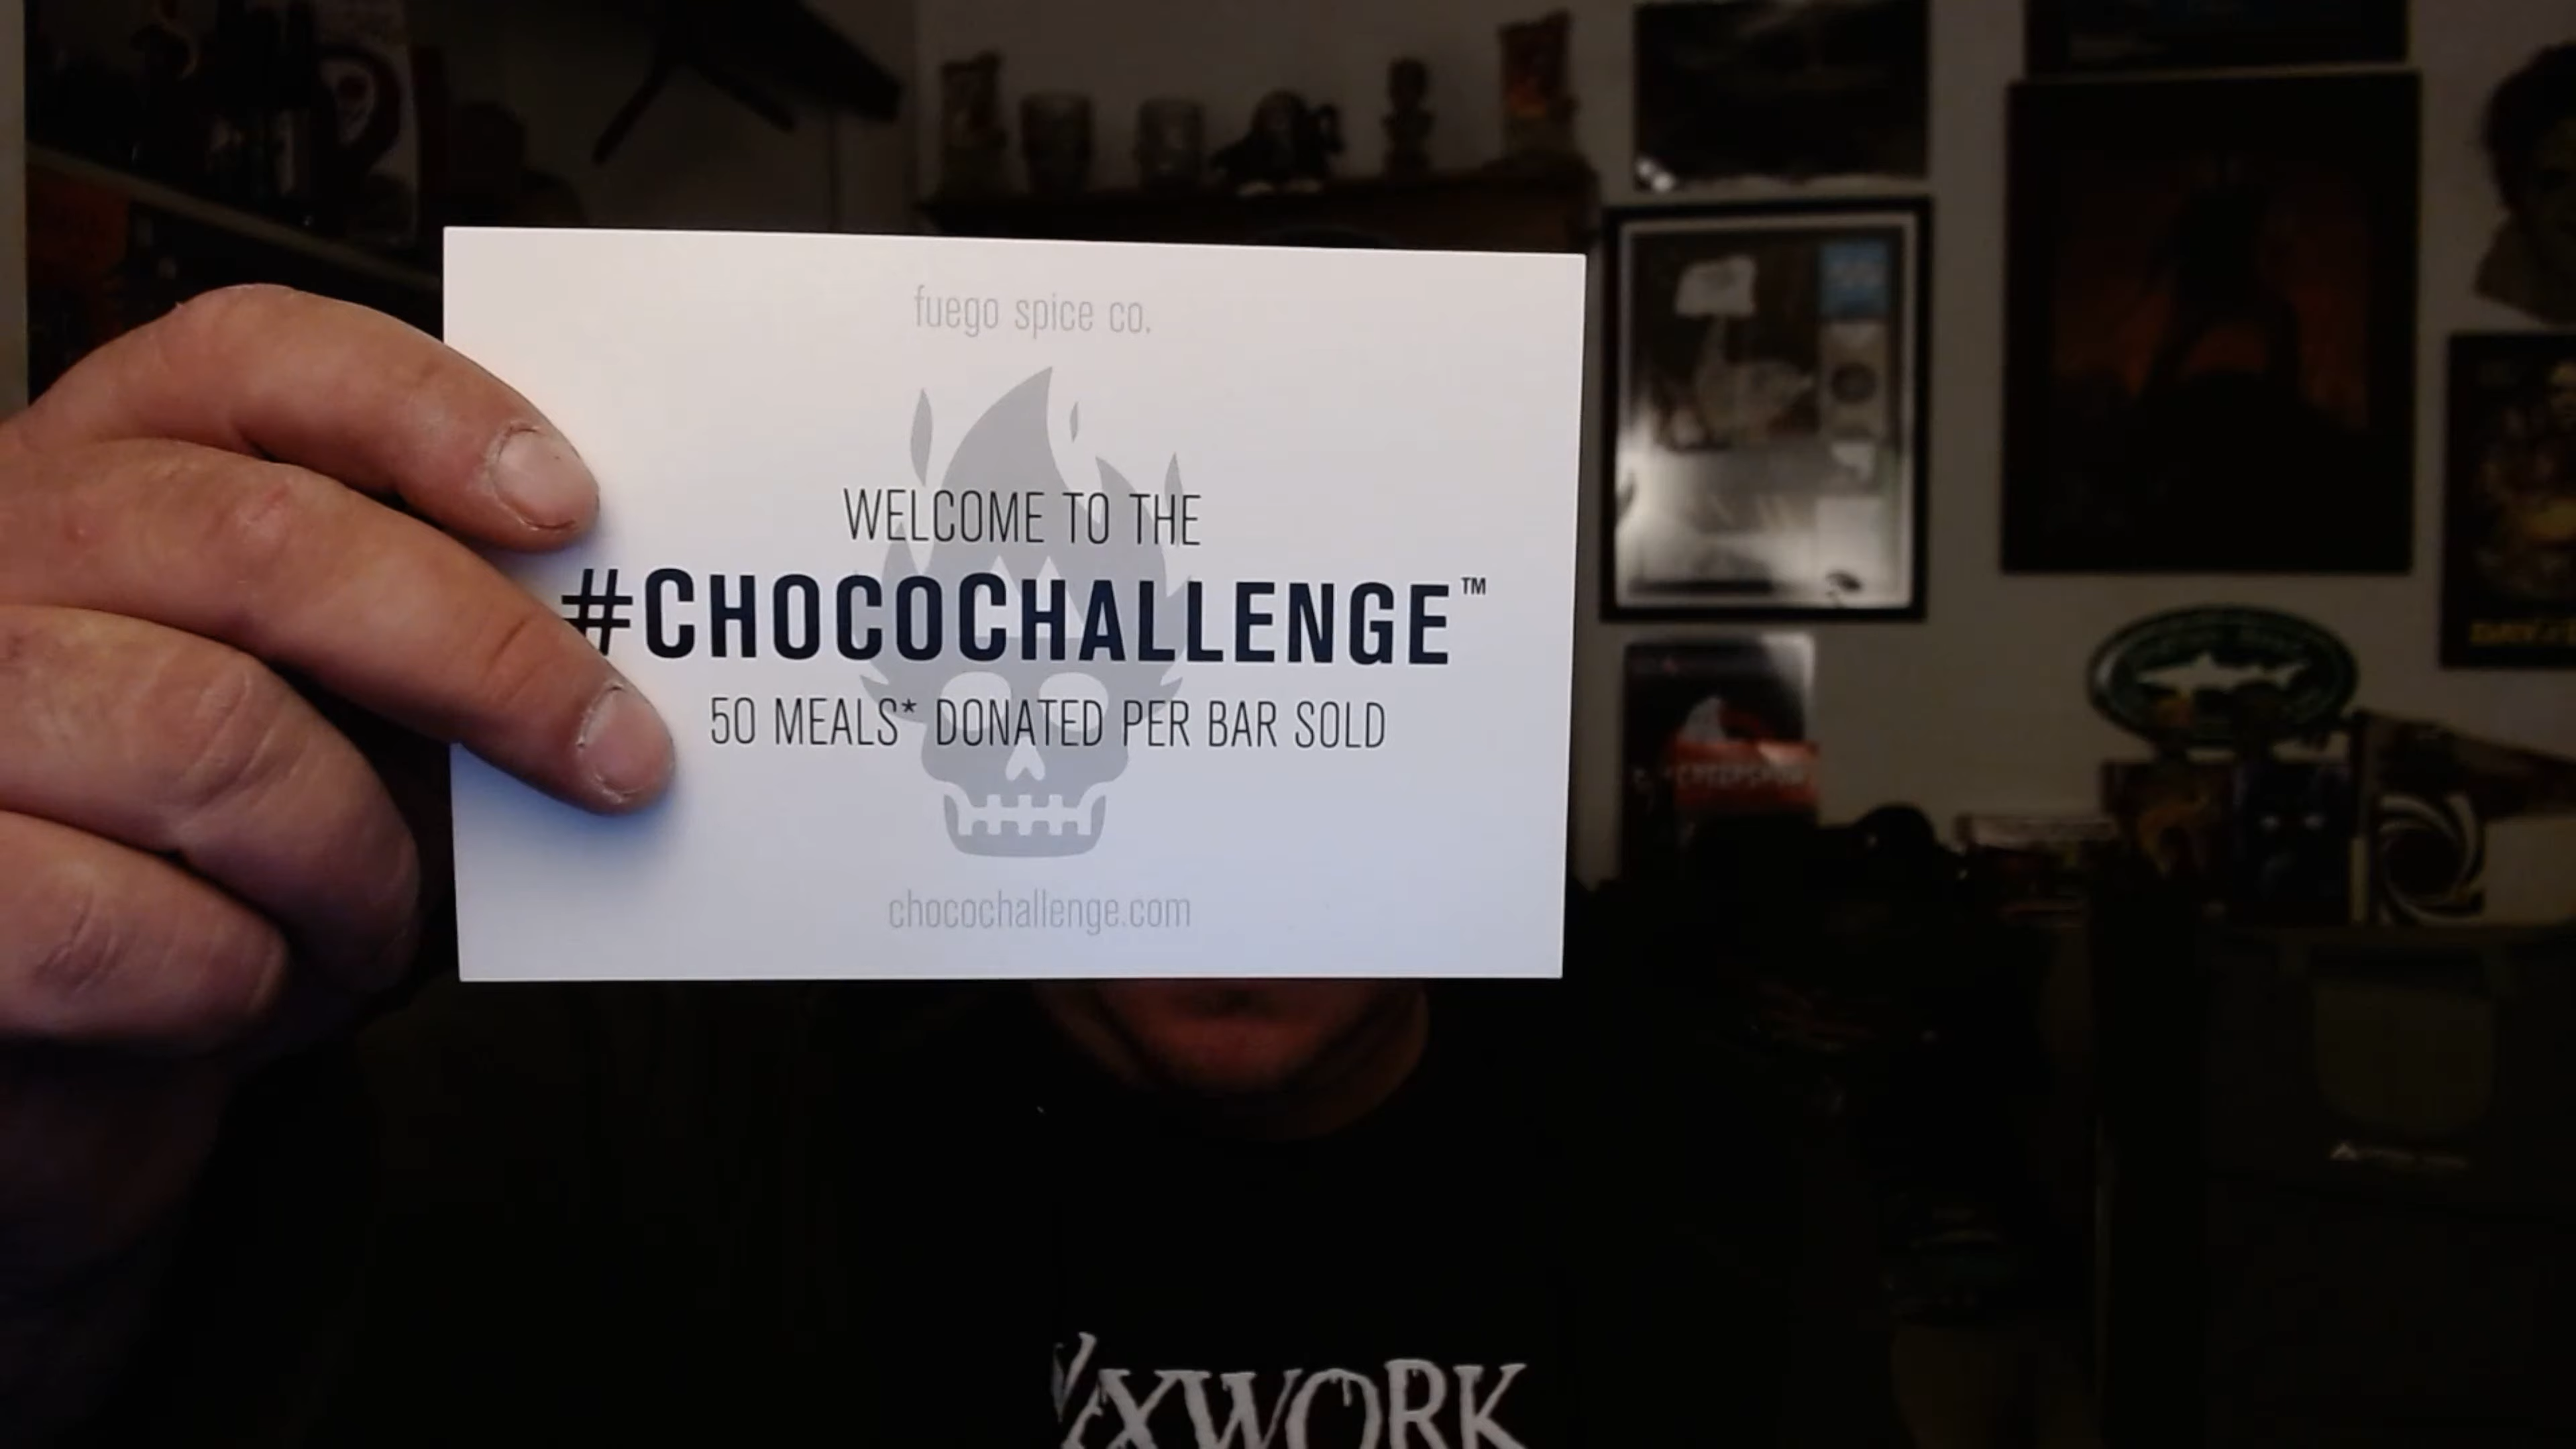 fuego spice co.
WELCOME TO THE
#CHOCOCHALLENGE™
50 MEALS* DONATED PER BAR SOLD
chocochallenge.com
XWORK